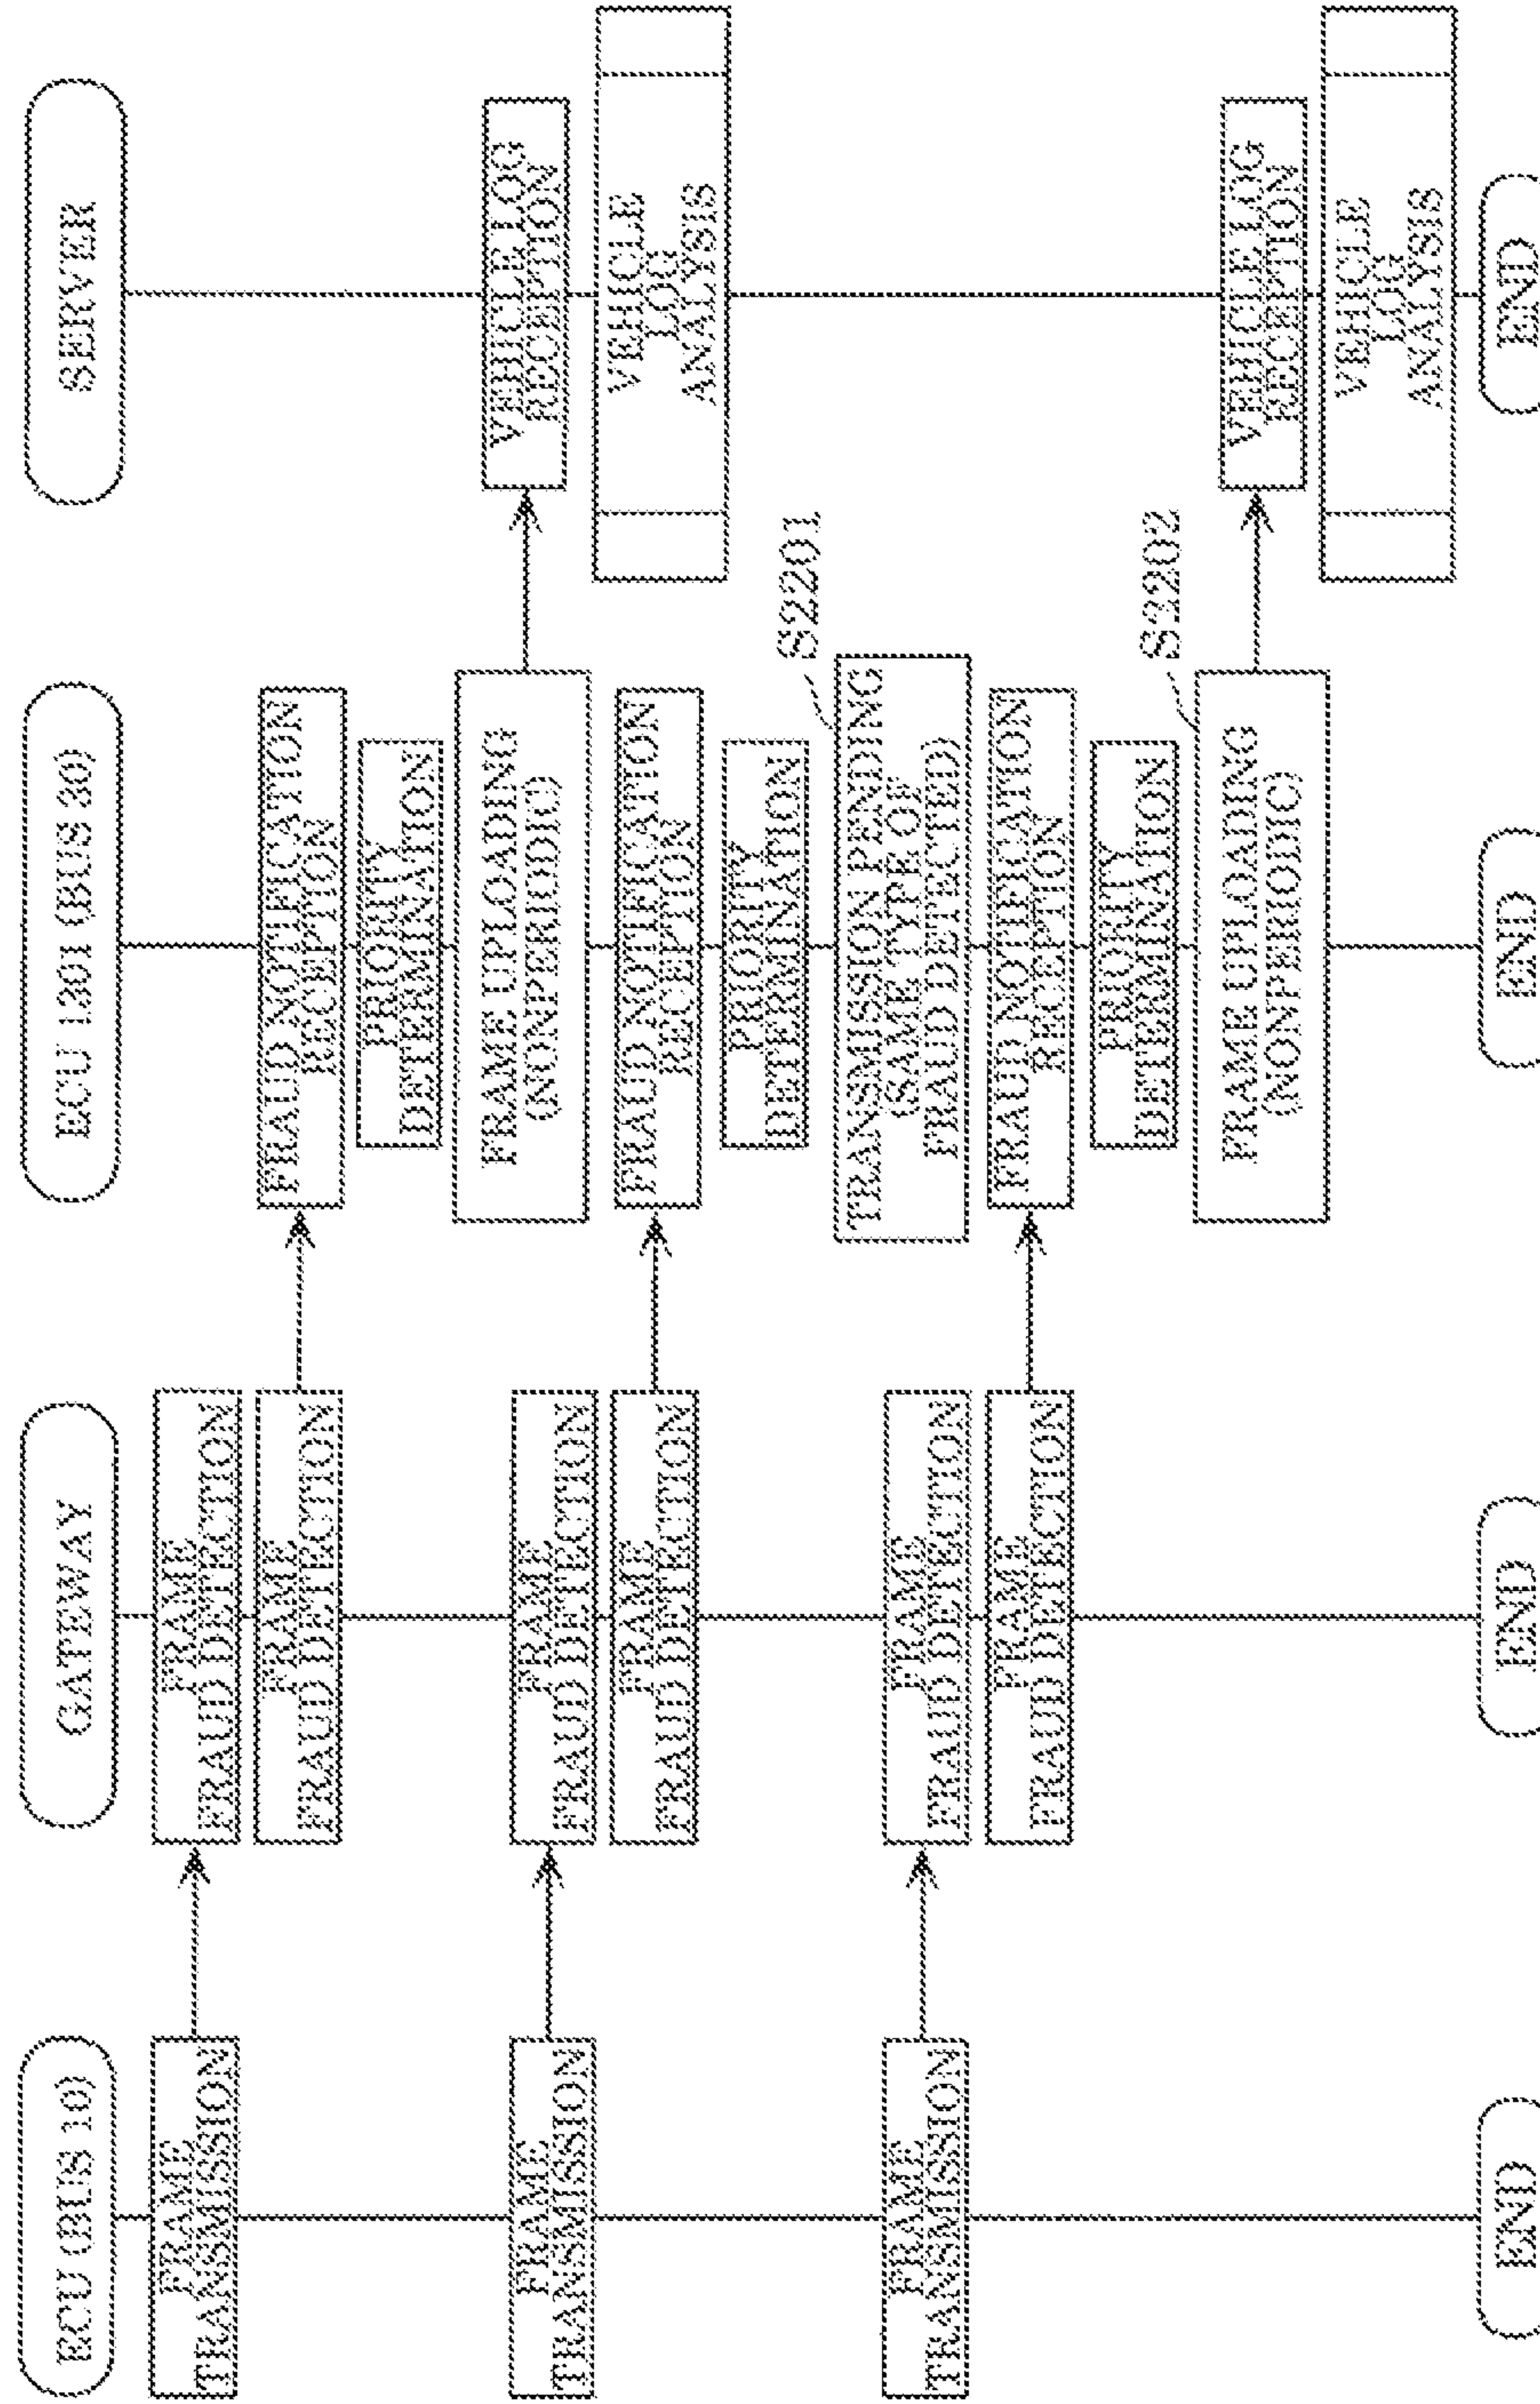 ECU (BUS 10)
GATEWAY
ECU 1301 (BUS 30)
SERVER
FRAME
TRANSMISSION
FRAME
FRAUD DETECTION
FRAME
FRAUD DETECTION
FRAUD NOTIFICATION
RECEPTION
PRIORITY
DETERMINATION
FRAME UPLOADING
(NONPERIODIC)
VEHICLE LOG
RECEPTION
VEHICLE
LOG
ANALYSIS
FRAME
TRANSMISSION
FRAME
FRAUD DETECTION
FRAME
FRAUD DETECTION
FRAUD NOTIFICATION
RECEPTION
PRIORITY
DETERMINATION
S2201
TRANSMISSION PENDING
(SAME TYPE OF
FRAUD DETECTED)
FRAME
TRANSMISSION
FRAME
FRAUD DETECTION
FRAME
FRAUD DETECTION
FRAUD NOTIFICATION
RECEPTION
PRIORITY
DETERMINATION
S2202
FRAME UPLOADING
(NONPERIODIC)
VEHICLE LOG
RECEPTION
VEHICLE
LOG
ANALYSIS
END
END
END
END